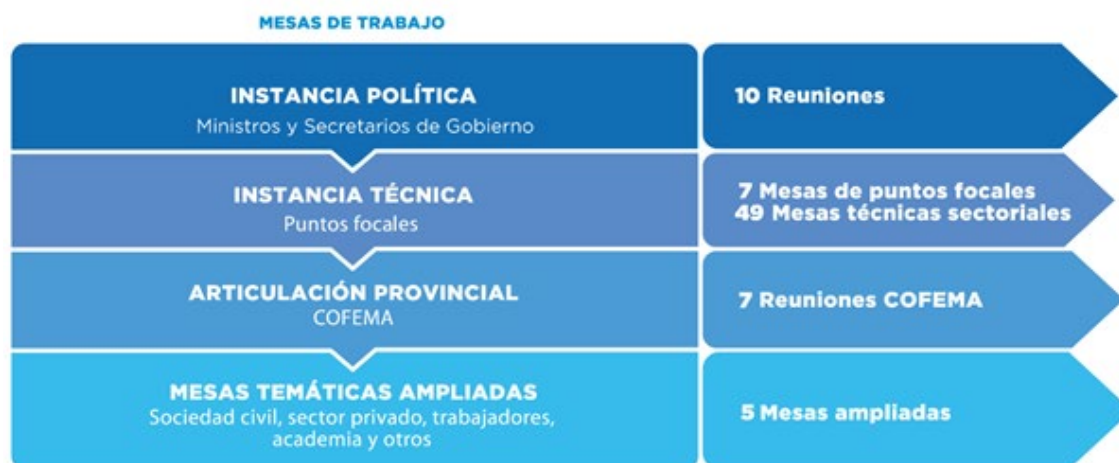 MESAS DE TRABAJO
INSTANCIA POLÍTICA
Ministros y Secretarios de Gobierno
10 Reuniones
INSTANCIA TÉCNICA
Puntos focales
7 Mesas de puntos focales
49 Mesas técnicas sectoriales
ARTICULACIÓN PROVINCIAL
COFEMA
7 Reuniones COFEMA
MESAS TEMÁTICAS AMPLIADAS
Sociedad civil, sector privado, trabajadores,
academia y otros
5 Mesas ampliadas